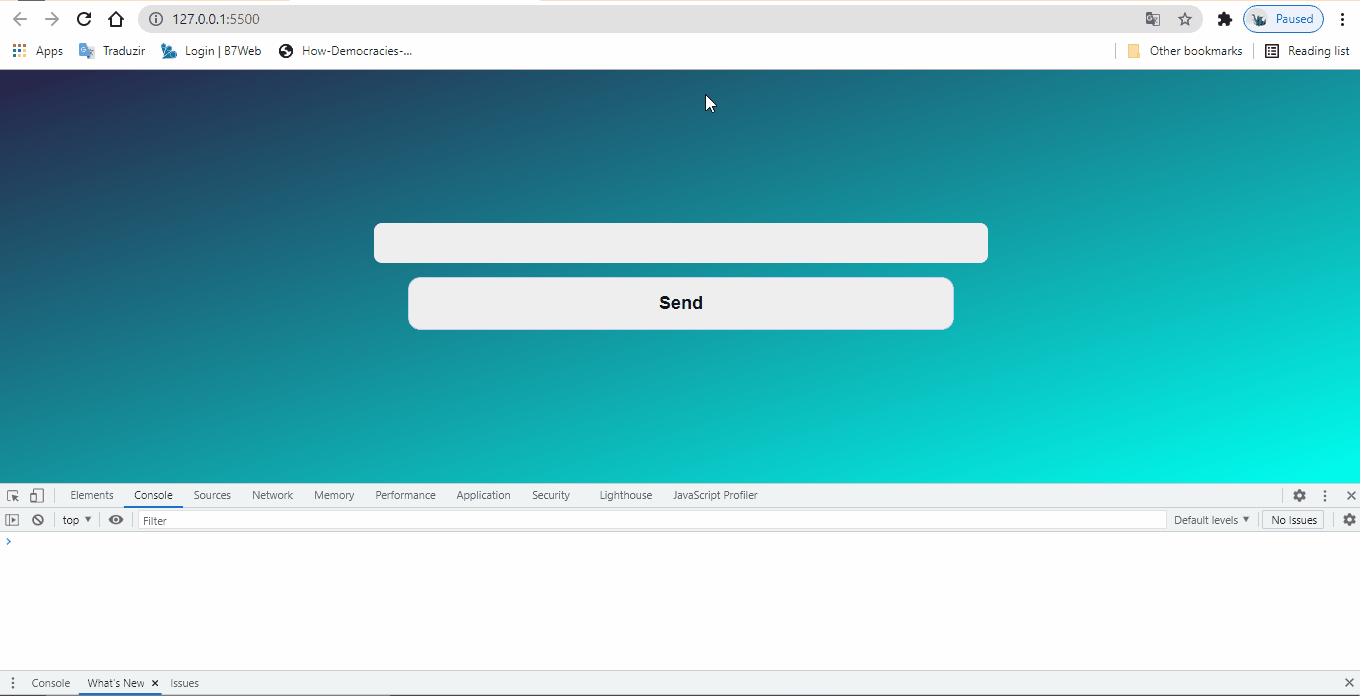 127.0.0.1:5500 Paused
Apps Traduzir Login | B7Web How-Democracies-... Other bookmarks Reading list
Send
Elements Console Sources Network Memory Performance Application Security Lighthouse JavaScript Profiler
top Filter Default levels No Issues
Console What's New Issues